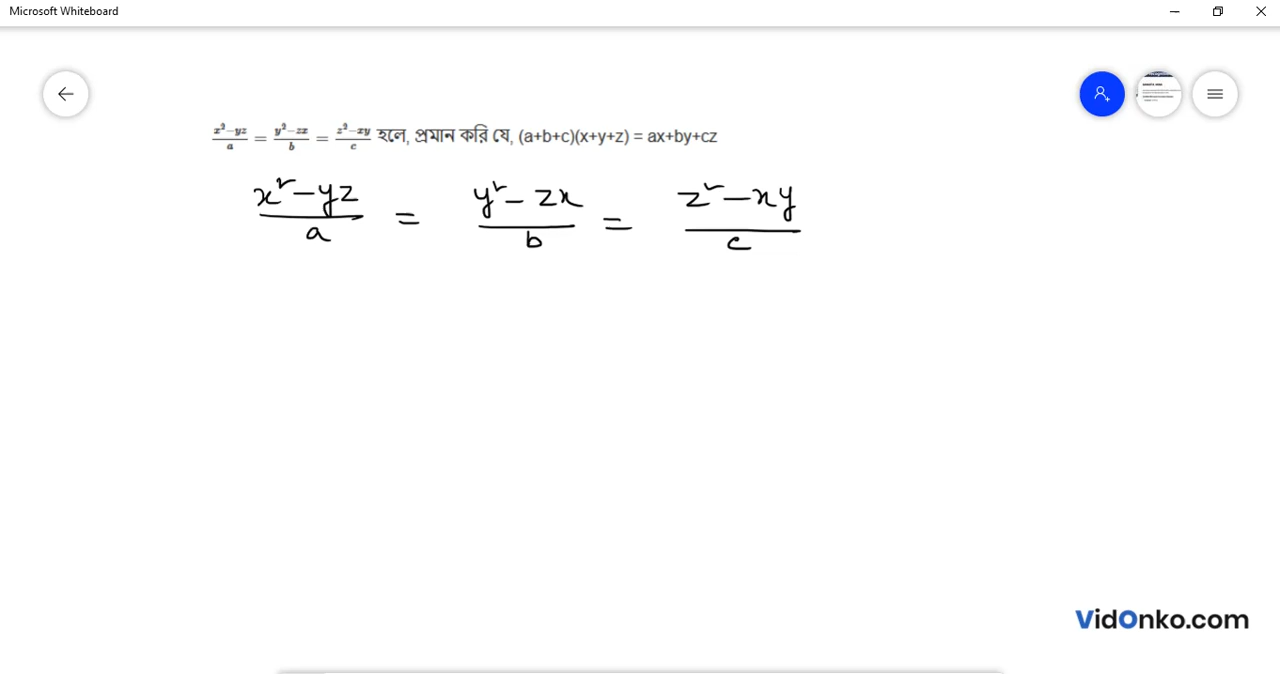 Microsoft Whiteboard
x²−yz/a = y²−zx/b = z²−xy/c হলে, প্রমান করি যে, (a+b+c)(x+y+z) = ax+by+cz
x²−yz/a = y²−zx/b = z²−xy/c
VidOnko.com